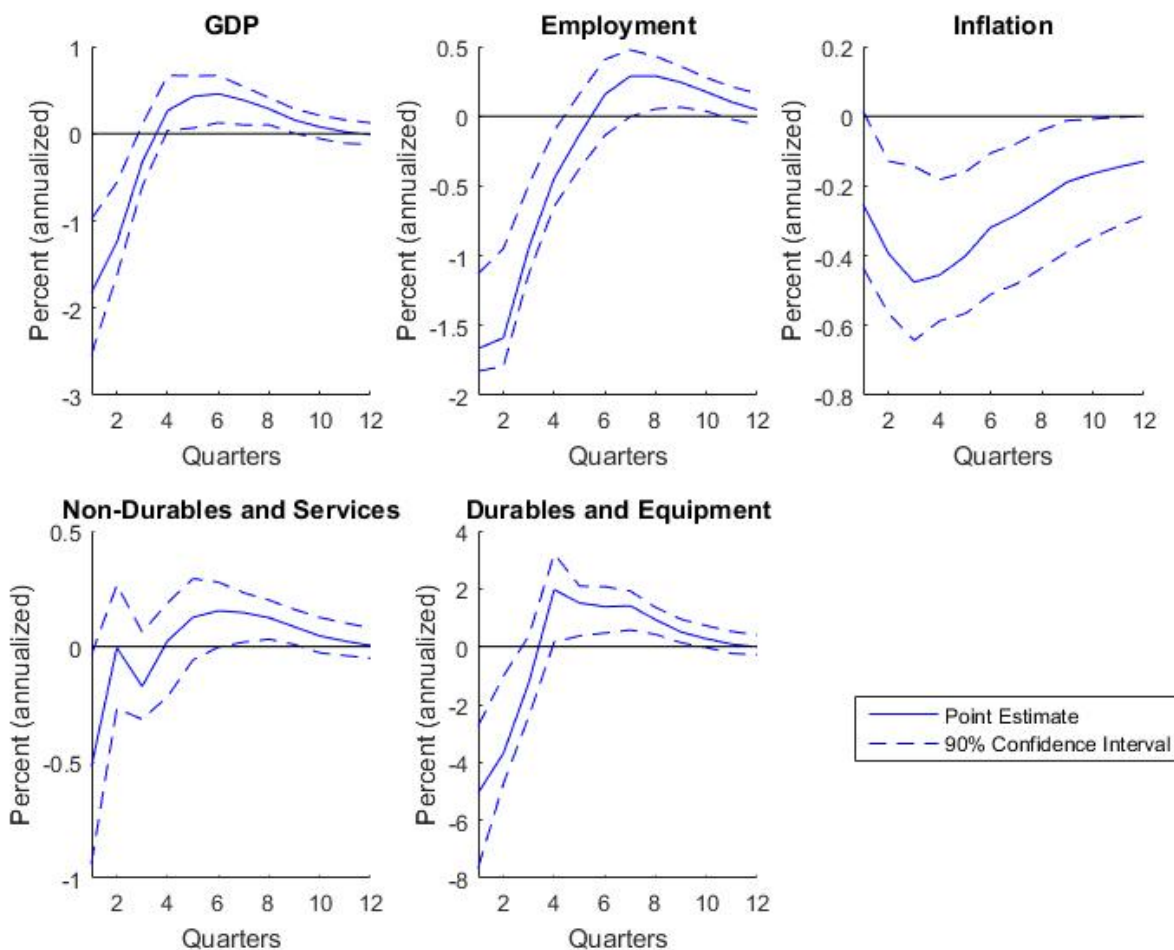 GDP
Employment
Inflation
Percent (annualized)
1
0
-1
-2
-3
2 4 6 8 10 12
Quarters
Percent (annualized)
0.5
0
-0.5
-1
-1.5
-2
2 4 6 8 10 12
Quarters
Percent (annualized)
0.2
0
-0.2
-0.4
-0.6
-0.8
2 4 6 8 10 12
Quarters
Non-Durables and Services
Durables and Equipment
Percent (annualized)
0.5
0
-0.5
-1
2 4 6 8 10 12
Quarters
Percent (annualized)
4
2
0
-2
-4
-6
-8
2 4 6 8 10 12
Quarters
Point Estimate
90% Confidence Interval